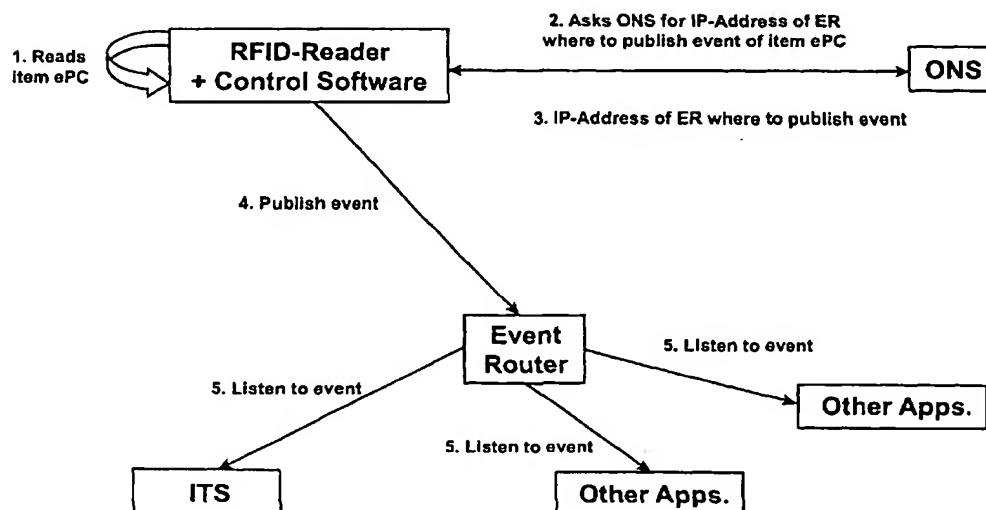 1. Reads
item ePC
RFID-Reader
+ Control Software
2. Asks ONS for IP-Address of ER
where to publish event of item ePC
ONS
3. IP-Address of ER where to publish event
4. Publish event
Event
Router
5. Listen to event
5. Listen to event
5. Listen to event
Other Apps.
ITS
Other Apps.